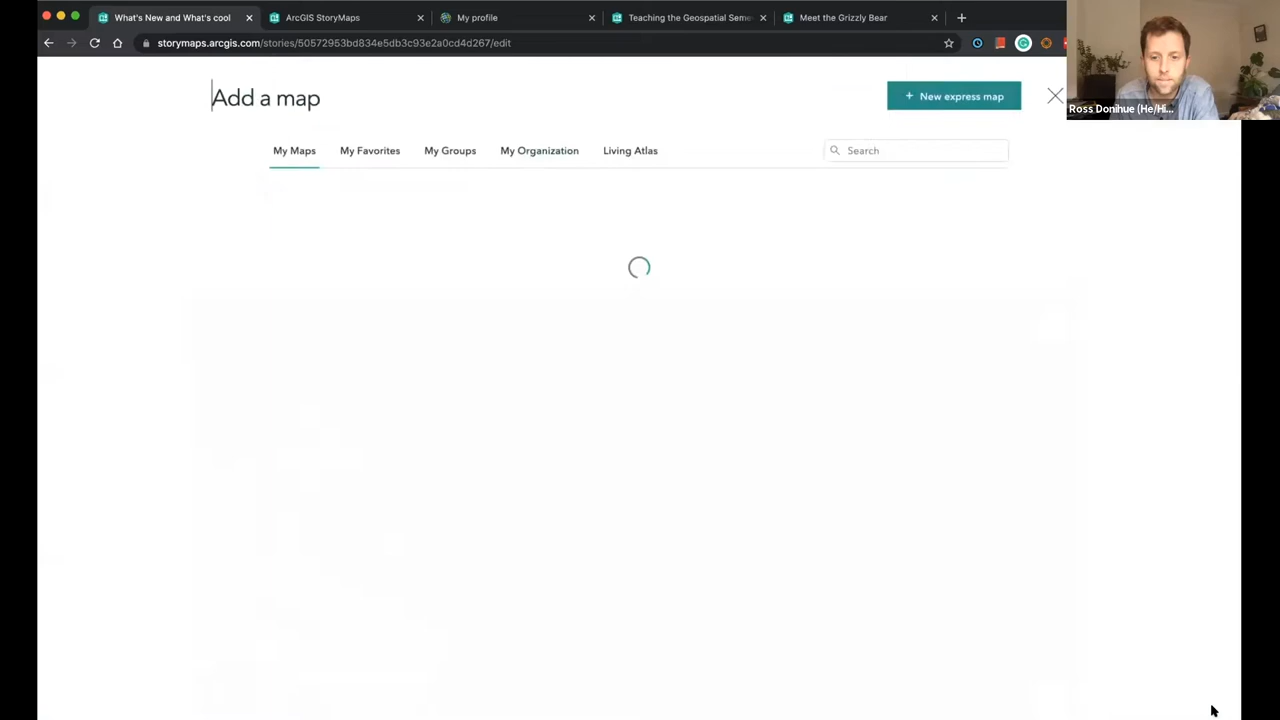 What's New and What's cool
ArcGIS StoryMaps
My profile
Teaching the Geospatial Semo
Meet the Grizzly Bear
storymaps.arcgis.com/stories/50572953bd834e5db3c93e2a0cd4d267/edit
Ross Donihue (He/Hi...
Add a map
+ New express map
My Maps
My Favorites
My Groups
My Organization
Living Atlas
Search